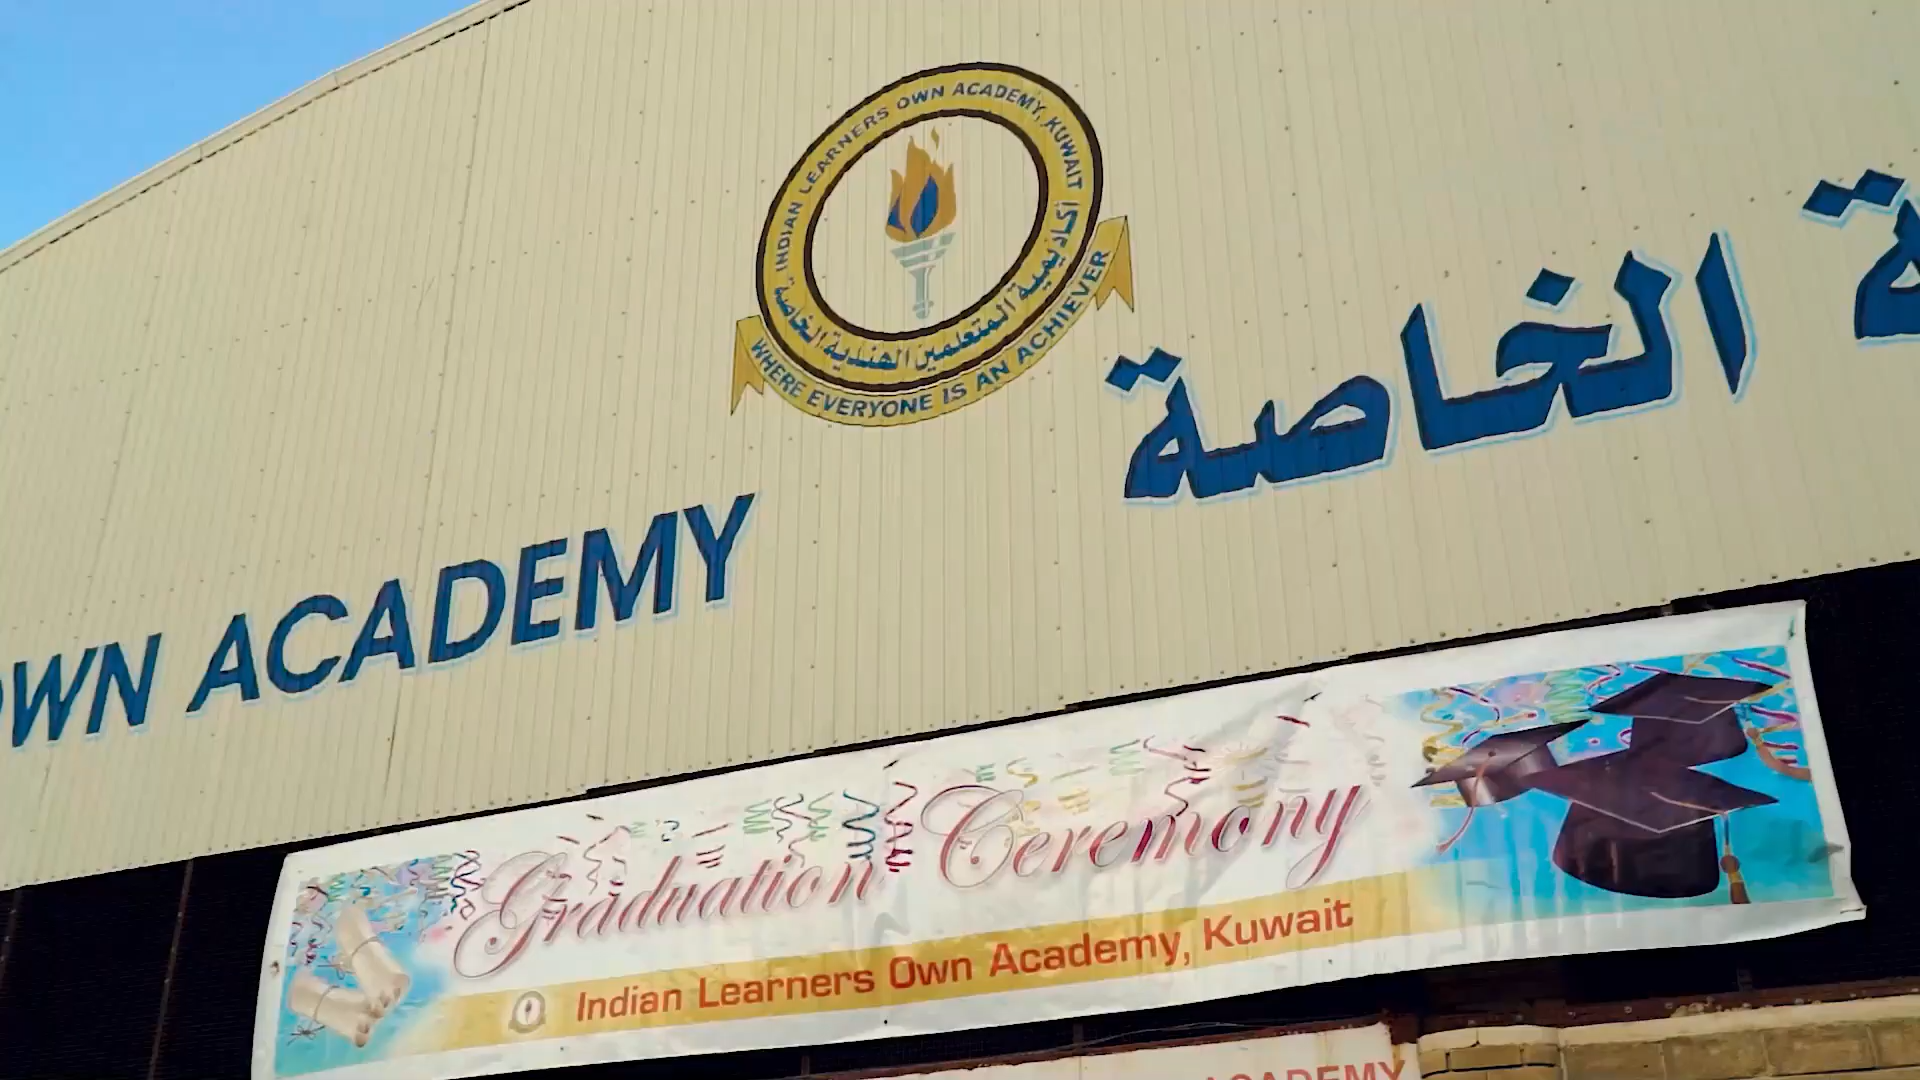 INDIAN LEARNERS OWN ACADEMY, KUWAIT
أكاديمية المتعلمين الهندية الخاصة
WHERE EVERYONE IS AN ACHIEVER
OWN ACADEMY
الخاصة
Graduation Ceremony
Indian Learners Own Academy, Kuwait
ACADEMY